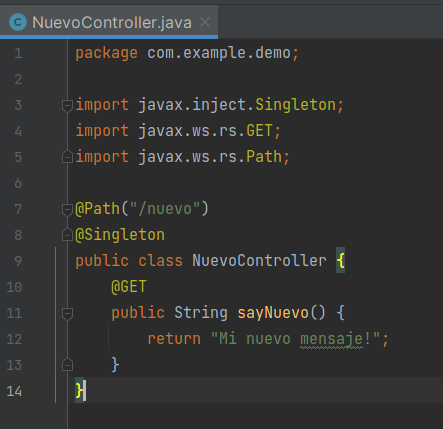 NuevoController.java
1 package com.example.demo;
2
3 import javax.inject.Singleton;
4 import javax.ws.rs.GET;
5 import javax.ws.rs.Path;
6
7 @Path("/nuevo")
8 @Singleton
9 public class NuevoController {
10     @GET
11     public String sayNuevo() {
12         return "Mi nuevo mensaje!";
13     }
14 }